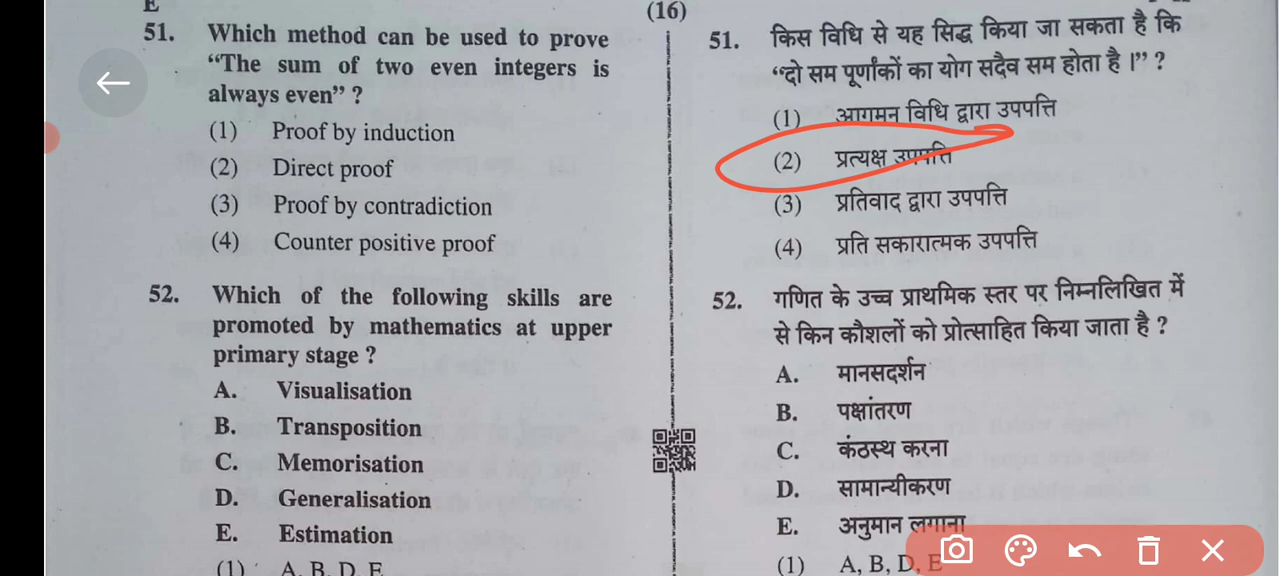 E
(16)
51. Which method can be used to prove
“The sum of two even integers is
always even” ?
(1) Proof by induction
(2) Direct proof
(3) Proof by contradiction
(4) Counter positive proof
52. Which of the following skills are
promoted by mathematics at upper
primary stage ?
A. Visualisation
B. Transposition
C. Memorisation
D. Generalisation
E. Estimation
(1) A, B, D, E
51. किस विधि से यह सिद्ध किया जा सकता है कि
“दो सम पूर्णांकों का योग सदैव सम होता है ।” ?
(1) आगमन विधि द्वारा उपपत्ति
(2) प्रत्यक्ष उपपत्ति
(3) प्रतिवाद द्वारा उपपत्ति
(4) प्रति सकारात्मक उपपत्ति
52. गणित के उच्च प्राथमिक स्तर पर निम्नलिखित में
से किन कौशलों को प्रोत्साहित किया जाता है ?
A. मानसदर्शन
B. पक्षांतरण
C. कंठस्थ करना
D. सामान्यीकरण
E. अनुमान लगाना
(1) A, B, D, E